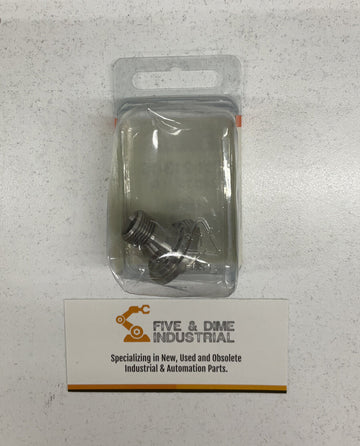 FIVE & DIME
INDUSTRIAL
Specializing in New, Used and Obsolete
Industrial & Automation Parts.